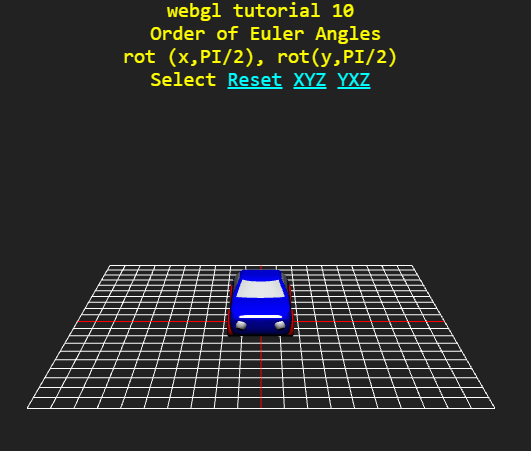 webgl tutorial 10
Order of Euler Angles
rot (x,PI/2), rot(y,PI/2)
Select Reset XYZ YXZ